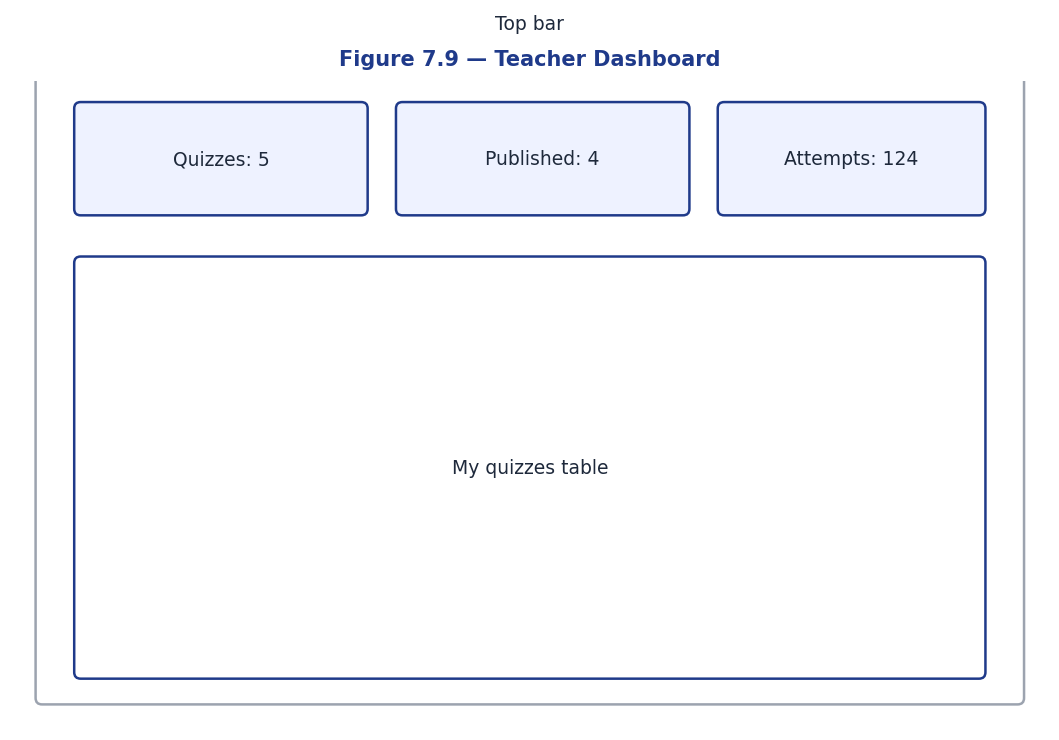 Top bar
Figure 7.9 — Teacher Dashboard
Quizzes: 5
Published: 4
Attempts: 124
My quizzes table